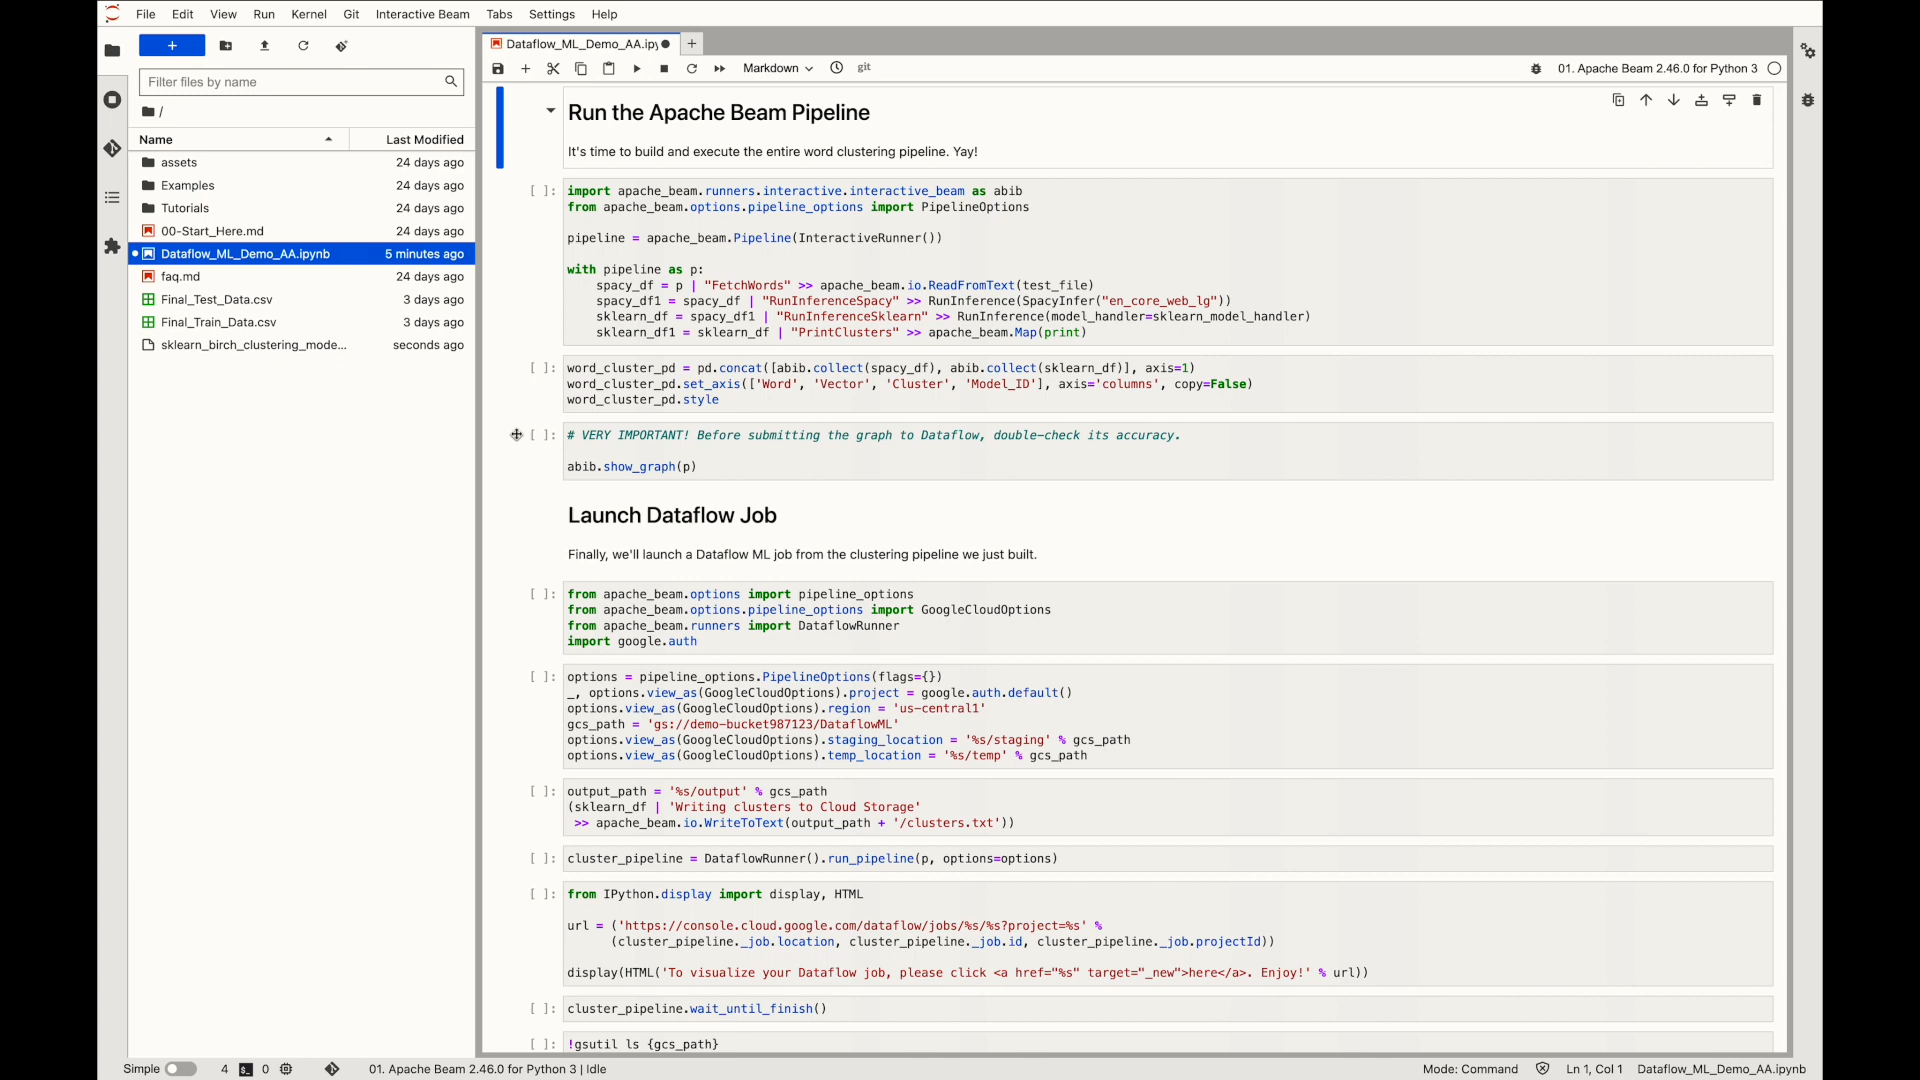 File Edit View Run Kernel Git Interactive Beam Tabs Settings Help
+
Filter files by name
/
Name Last Modified
assets 24 days ago
Examples 24 days ago
Tutorials 24 days ago
00-Start_Here.md 24 days ago
Dataflow_ML_Demo_AA.ipynb 5 minutes ago
faq.md 24 days ago
Final_Test_Data.csv 3 days ago
Final_Train_Data.csv 3 days ago
sklearn_birch_clustering_mode... seconds ago
Dataflow_ML_Demo_AA.ipy
Markdown git 01. Apache Beam 2.46.0 for Python 3
Run the Apache Beam Pipeline
It's time to build and execute the entire word clustering pipeline. Yay!
[ ]: import apache_beam.runners.interactive.interactive_beam as abib
from apache_beam.options.pipeline_options import PipelineOptions
pipeline = apache_beam.Pipeline(InteractiveRunner())
with pipeline as p:
    spacy_df = p | "FetchWords" >> apache_beam.io.ReadFromText(test_file)
    spacy_df1 = spacy_df | "RunInferenceSpacy" >> RunInference(SpacyInfer("en_core_web_lg"))
    sklearn_df = spacy_df1 | "RunInferenceSklearn" >> RunInference(model_handler=sklearn_model_handler)
    sklearn_df1 = sklearn_df | "PrintClusters" >> apache_beam.Map(print)
[ ]: word_cluster_pd = pd.concat([abib.collect(spacy_df), abib.collect(sklearn_df)], axis=1)
word_cluster_pd.set_axis(['Word', 'Vector', 'Cluster', 'Model_ID'], axis='columns', copy=False)
word_cluster_pd.style
[ ]: # VERY IMPORTANT! Before submitting the graph to Dataflow, double-check its accuracy.
abib.show_graph(p)
Launch Dataflow Job
Finally, we'll launch a Dataflow ML job from the clustering pipeline we just built.
[ ]: from apache_beam.options import pipeline_options
from apache_beam.options.pipeline_options import GoogleCloudOptions
from apache_beam.runners import DataflowRunner
import google.auth
[ ]: options = pipeline_options.PipelineOptions(flags={})
_, options.view_as(GoogleCloudOptions).project = google.auth.default()
options.view_as(GoogleCloudOptions).region = 'us-central1'
gcs_path = 'gs://demo-bucket987123/DataflowML'
options.view_as(GoogleCloudOptions).staging_location = '%s/staging' % gcs_path
options.view_as(GoogleCloudOptions).temp_location = '%s/temp' % gcs_path
[ ]: output_path = '%s/output' % gcs_path
(sklearn_df | 'Writing clusters to Cloud Storage'
 >> apache_beam.io.WriteToText(output_path + '/clusters.txt'))
[ ]: cluster_pipeline = DataflowRunner().run_pipeline(p, options=options)
[ ]: from IPython.display import display, HTML
url = ('https://console.cloud.google.com/dataflow/jobs/%s/%s?project=%s' %
      (cluster_pipeline._job.location, cluster_pipeline._job.id, cluster_pipeline._job.projectId))
display(HTML('To visualize your Dataflow job, please click <a href="%s" target="_new">here</a>. Enjoy!' % url))
[ ]: cluster_pipeline.wait_until_finish()
[ ]: !gsutil ls {gcs_path}
Simple 4 0 01. Apache Beam 2.46.0 for Python 3 | Idle Mode: Command Ln 1, Col 1 Dataflow_ML_Demo_AA.ipynb